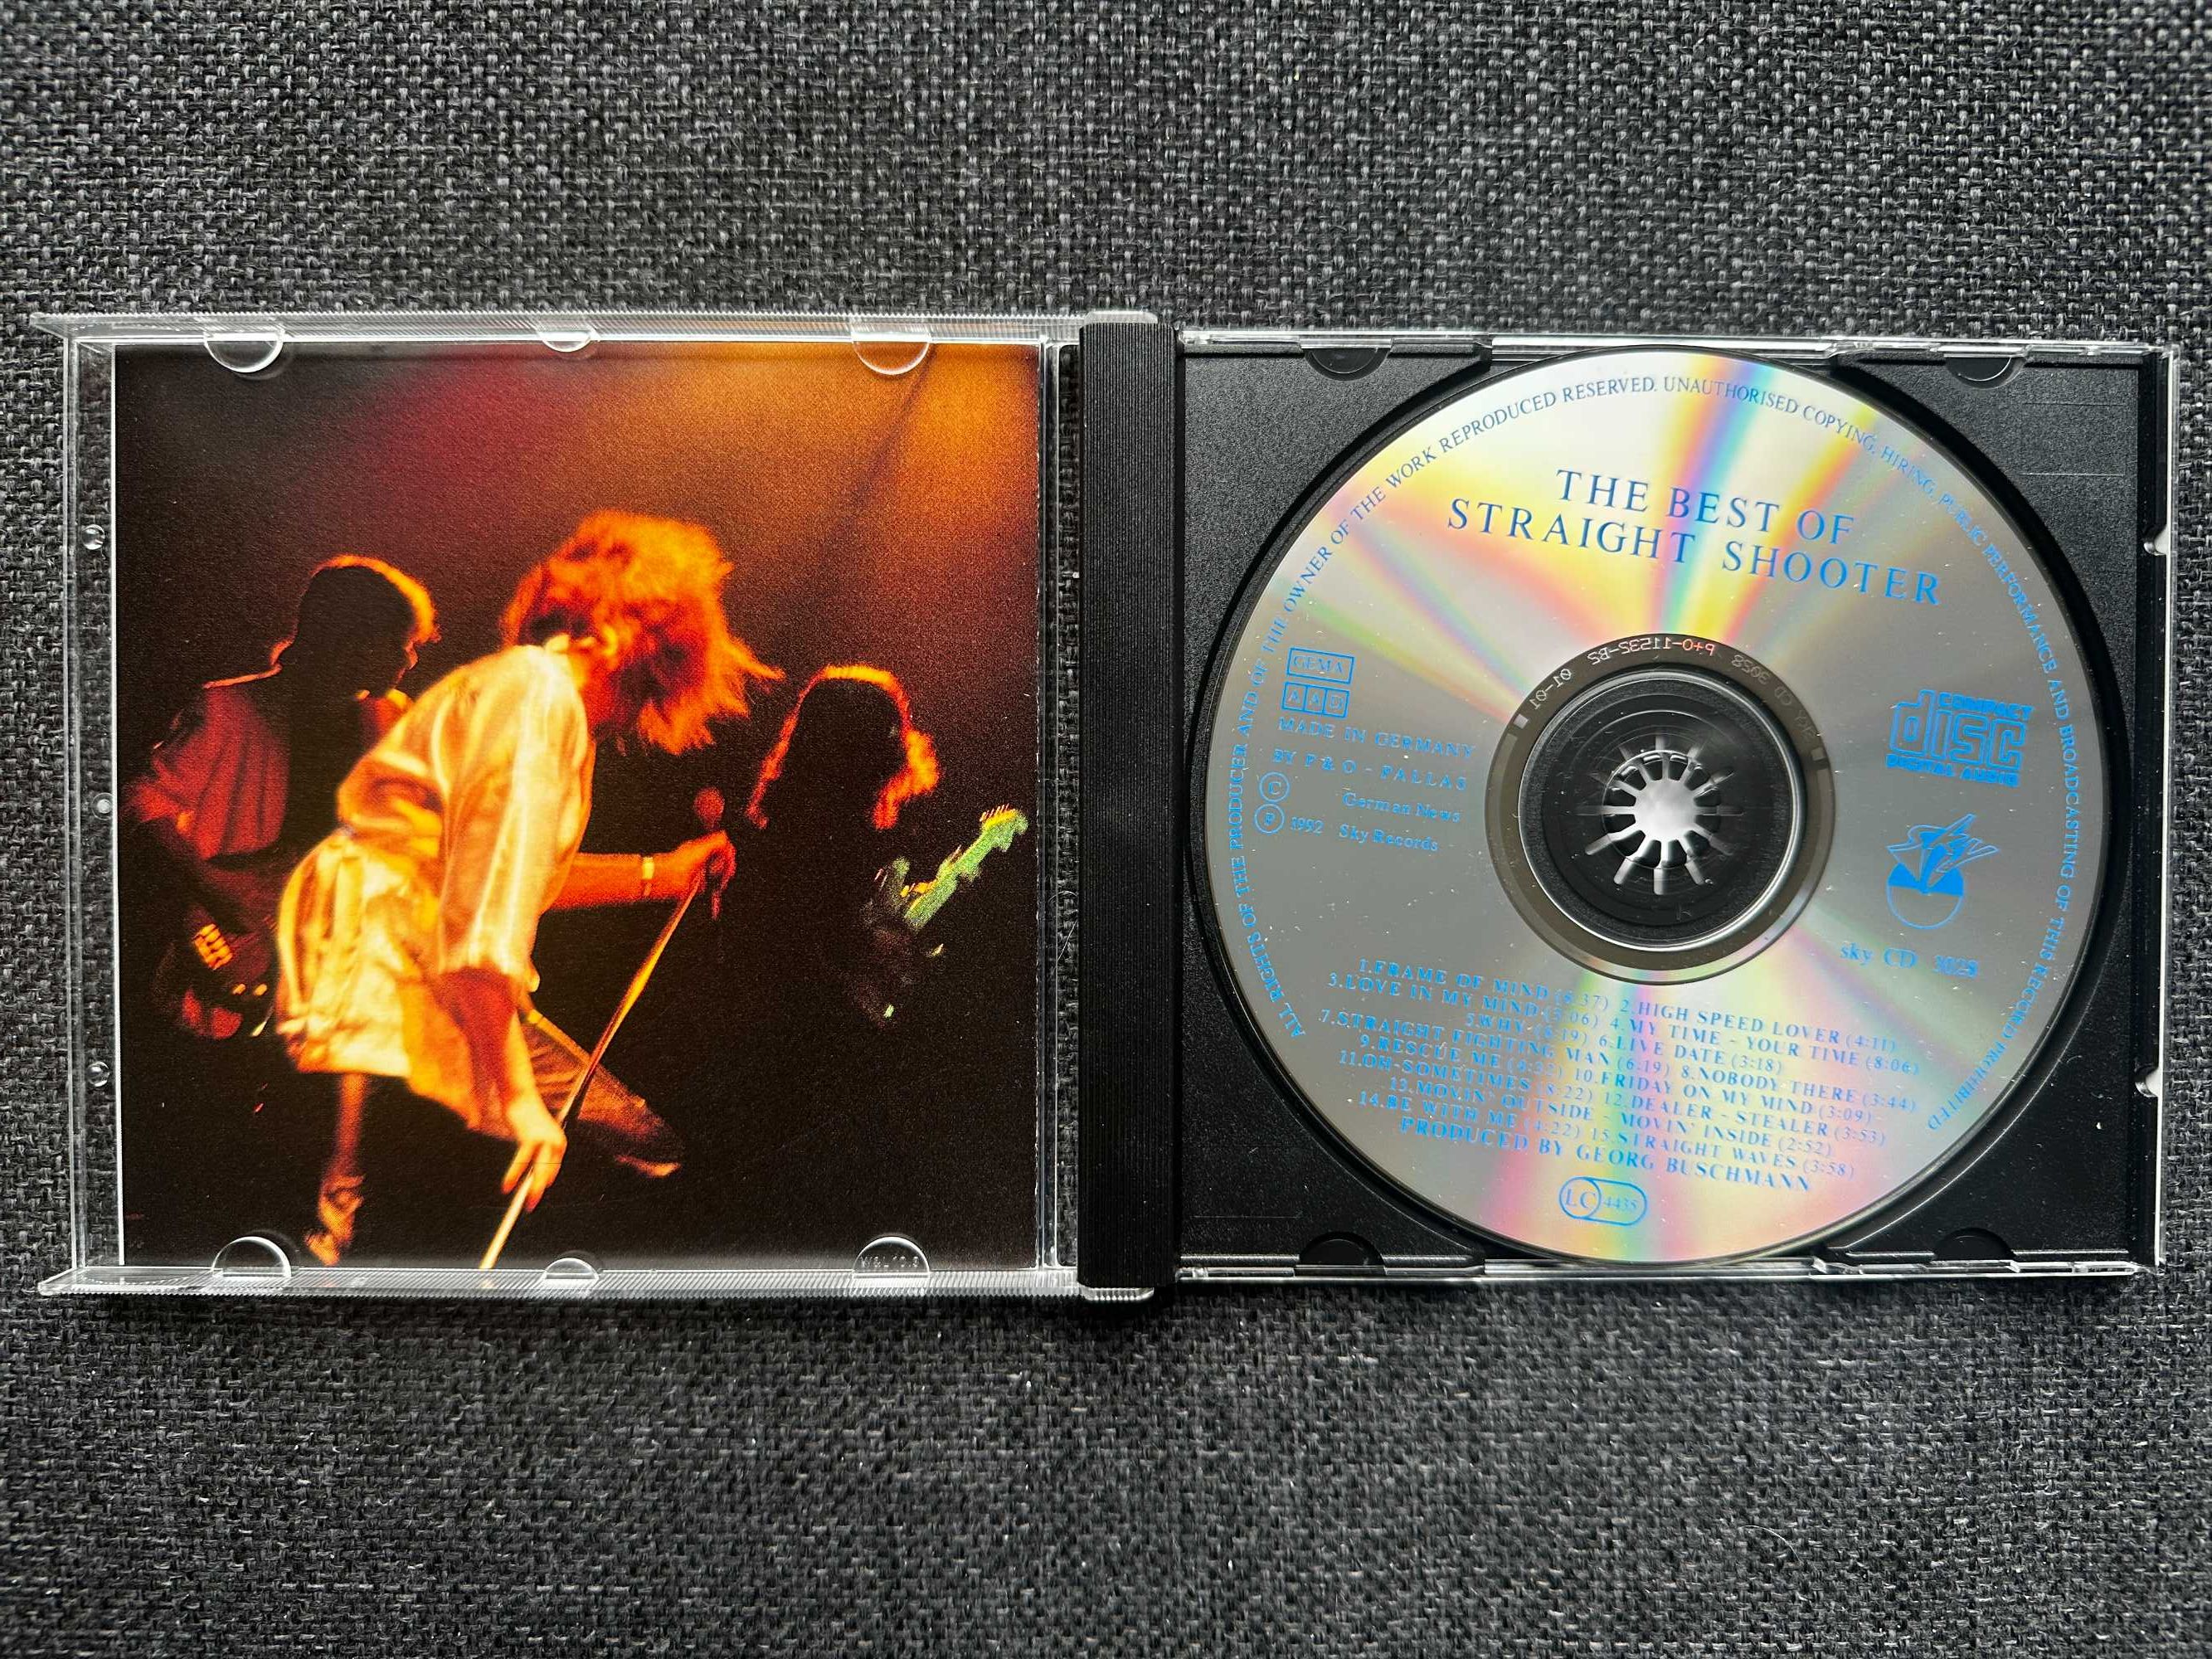 ALL RIGHTS OF THE PRODUCER AND OF THE OWNER OF THE WORK REPRODUCED RESERVED. UNAUTHORISED COPYING, HIRING, PUBLIC PERFORMANCE AND BROADCASTING OF THIS RECORD PROHIBITED
THE BEST OF
STRAIGHT SHOOTER
P+O-11532-B2
01-01
GEMA
MADE IN GERMANY
BY P & O - PALLAS
© German News
℗ 1992 Sky Records
COMPACT
disc
DIGITAL AUDIO
sky
sky CD 3028
1.FRAME OF MIND (8:37) 2.HIGH SPEED LOVER (4:11)
3.LOVE IN MY MIND (3:06) 4.MY TIME - YOUR TIME (8:06)
5.WHY 6.LIVE DATE (3:18)
7.STRAIGHT FIGHTING MAN (6:19) 8.NOBODY THERE (3:44)
9.RESCUE ME 10.FRIDAY ON MY MIND (3:09)
11.OH-SOMETIMES 12.DEALER - STEALER (3:53)
13.MOVIN' OUTSIDE - MOVIN' INSIDE (2:52)
14.BE WITH ME (4:22) 15.STRAIGHT WAVES (3:58)
PRODUCED BY GEORG BUSCHMANN
LC 4435